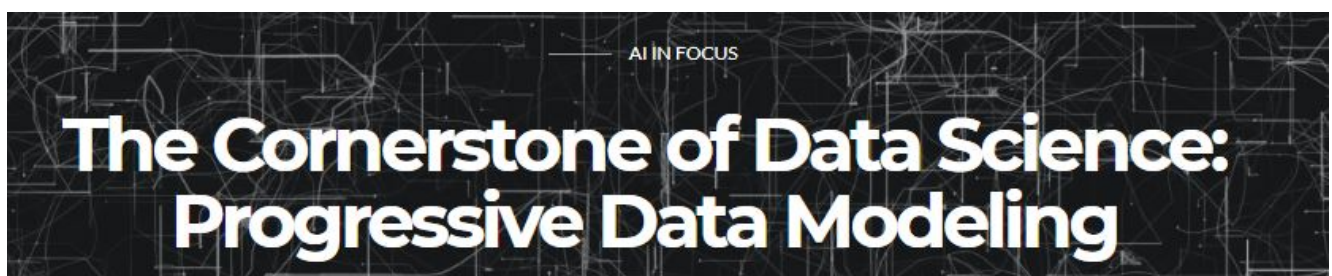 AI IN FOCUS
The Cornerstone of Data Science:
Progressive Data Modeling